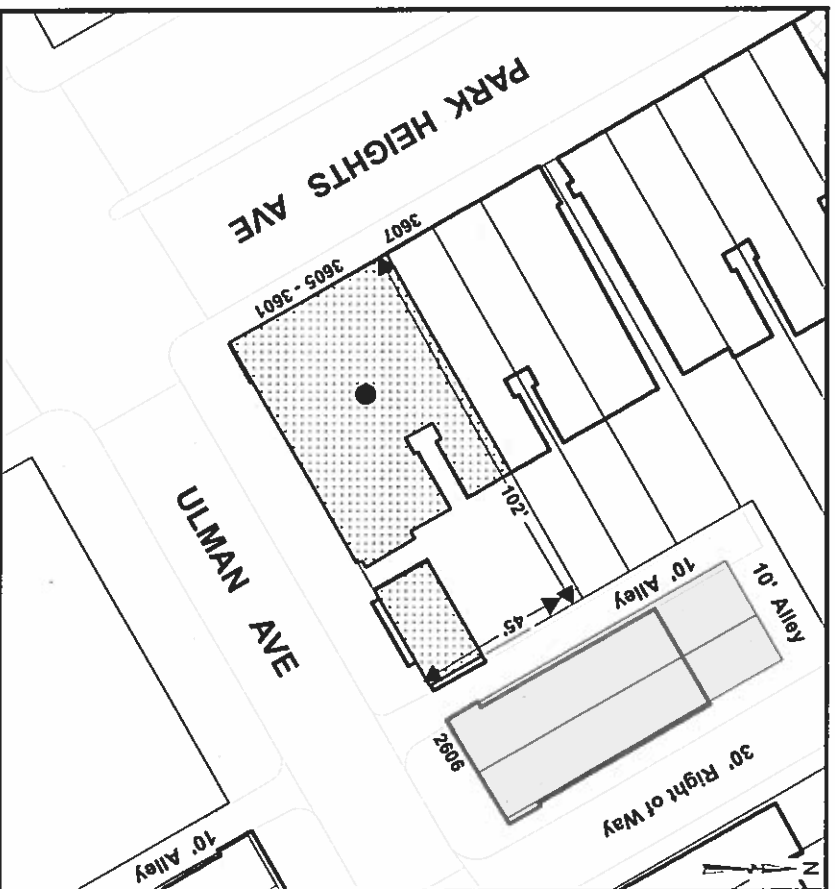 PARK HEIGHTS AVE
3607
3605 - 3601
102'
45'
ULMAN AVE
10' Alley
10' Alley
2606
30' Right of Way
10' Alley
N